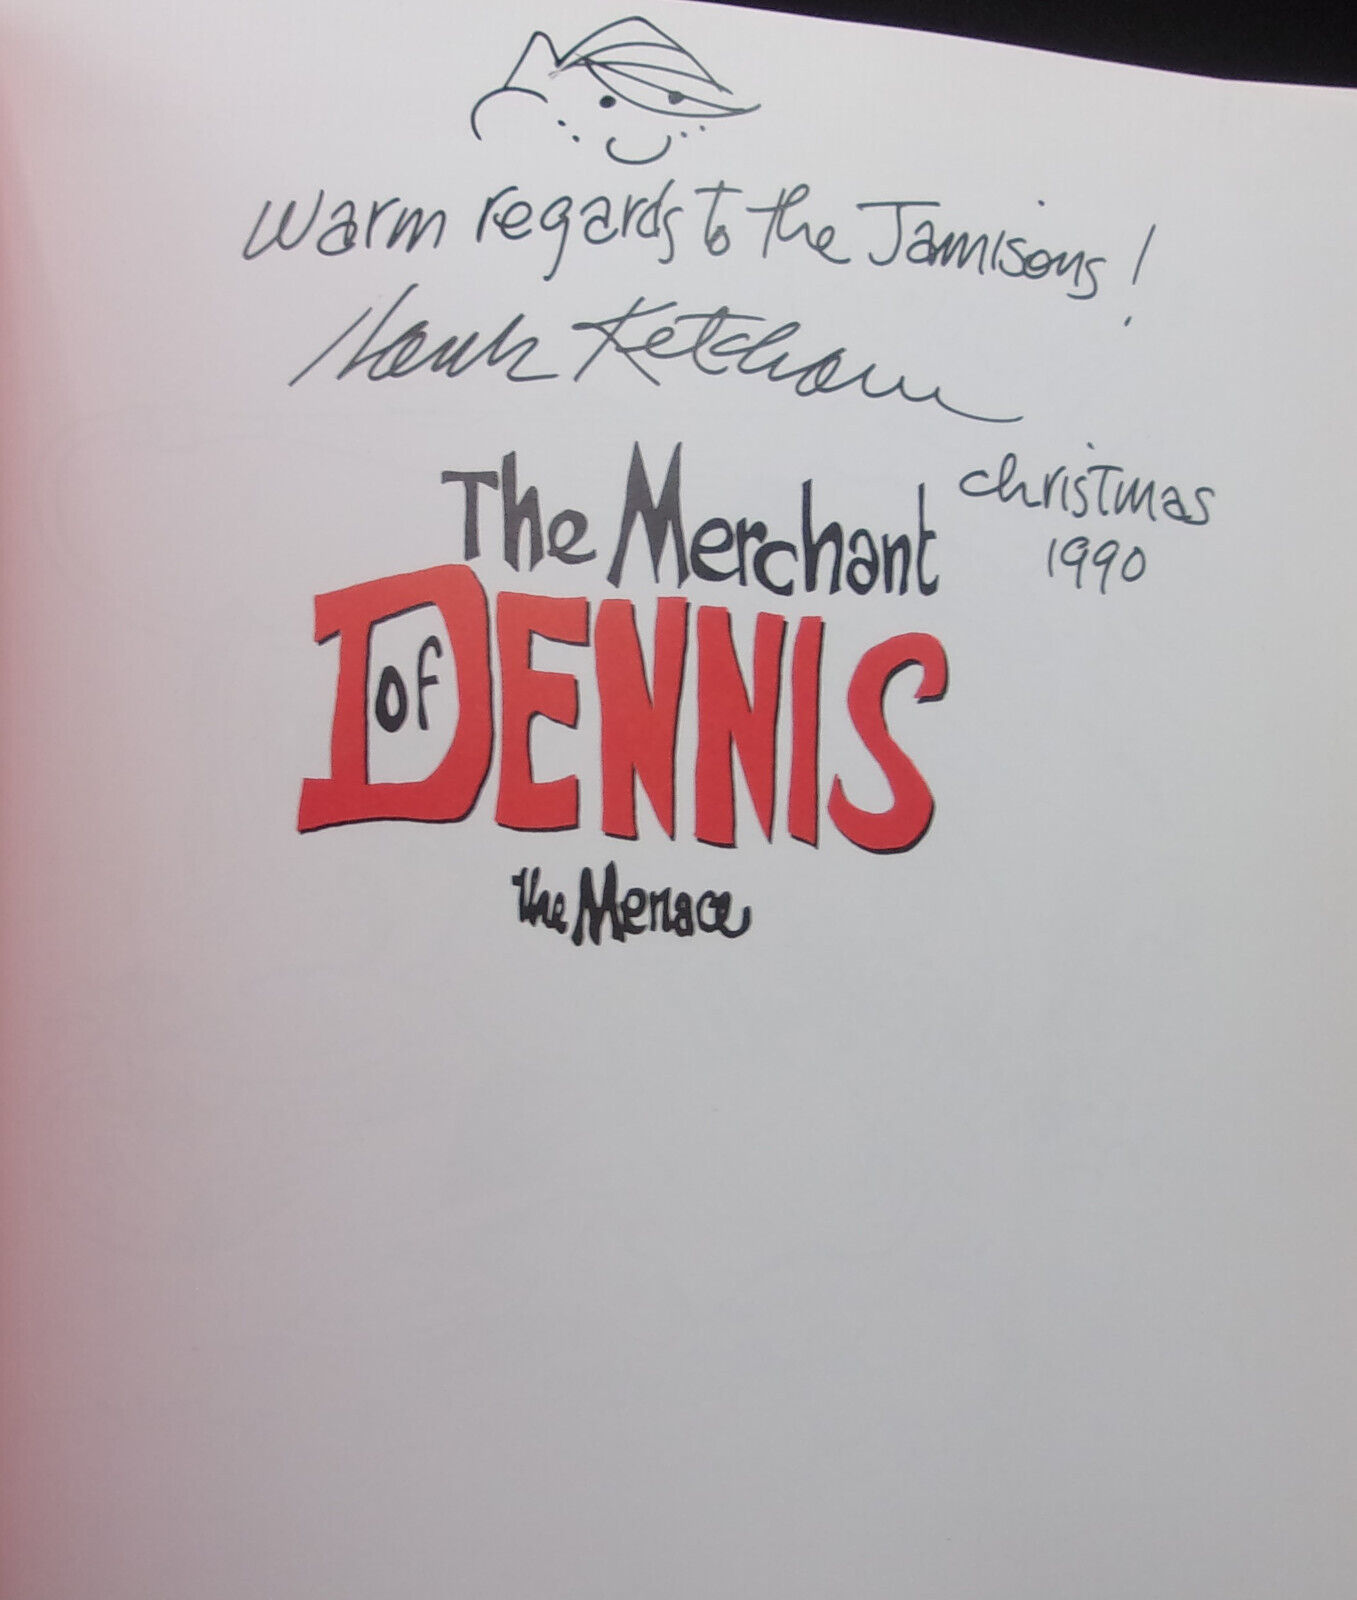 Warm regards to the Jamisons!
Hank Ketcham
Christmas
1990
The Merchant
of DENNIS
the Menace